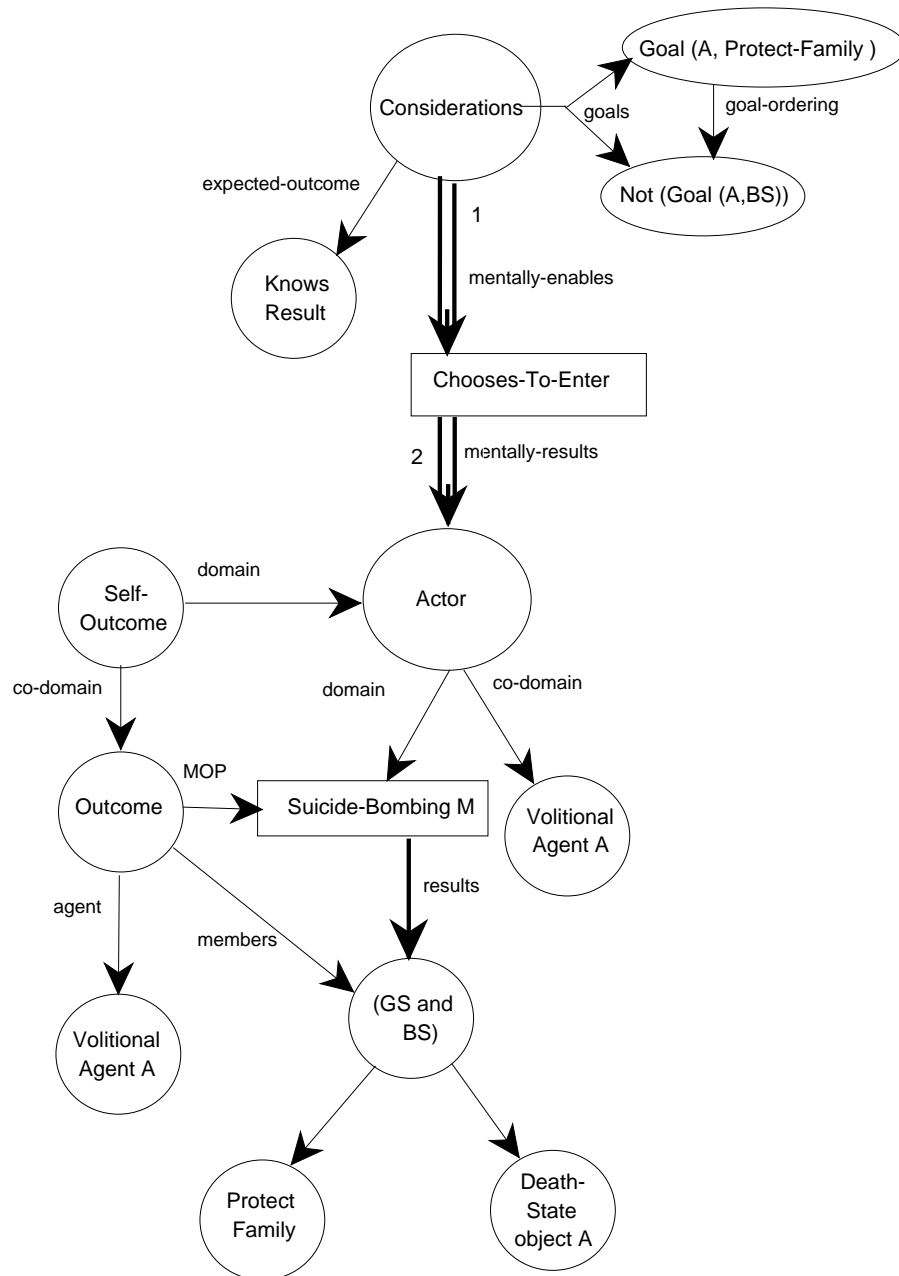 Goal (A, Protect-Family )
Considerations
goals
goal-ordering
expected-outcome
Not (Goal (A,BS))
1
Knows
Result
mentally-enables
Chooses-To-Enter
2
mentally-results
Self-
Outcome
domain
Actor
co-domain
domain
co-domain
MOP
Outcome
Suicide-Bombing M
Volitional
Agent A
results
agent
members
(GS and
BS)
Volitional
Agent A
Protect
Family
Death-
State
object A